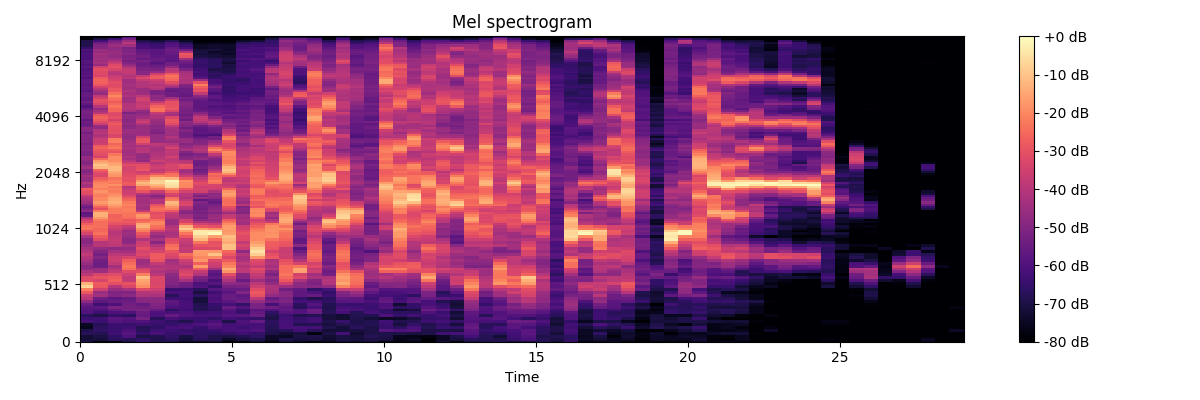 Mel spectrogram
Hz
8192
4096
2048
1024
512
0
0 5 10 15 20 25
Time
+0 dB
-10 dB
-20 dB
-30 dB
-40 dB
-50 dB
-60 dB
-70 dB
-80 dB